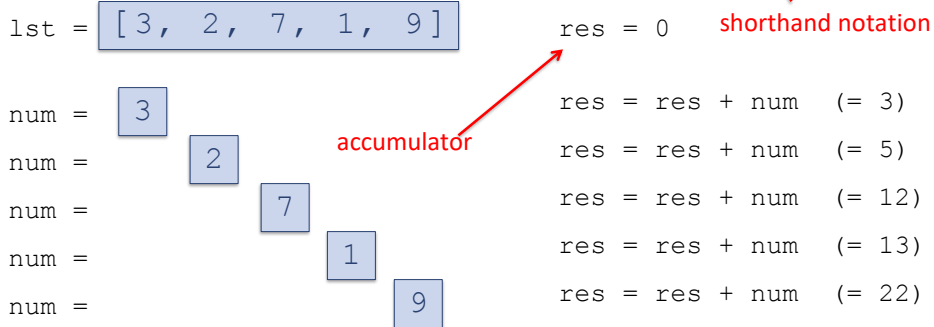 lst = [3, 2, 7, 1, 9]
res = 0
shorthand notation
num = 3
res = res + num (= 3)
accumulator
num = 2
res = res + num (= 5)
num = 7
res = res + num (= 12)
num = 1
res = res + num (= 13)
num = 9
res = res + num (= 22)